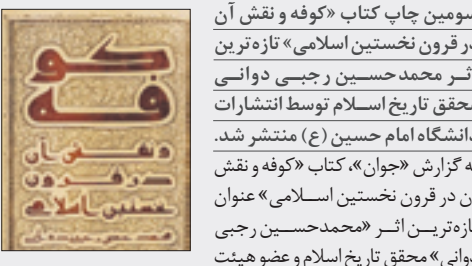 سومین چاپ کتاب «کوفه و نقش آن
در قرون نخستین اسلامی» تازه‌ترین
اثر محمدحسین رجبی دوانی
محقق تاریخ اسلام توسط انتشارات
دانشگاه امام حسین (ع) منتشر شد.
به گزارش «جوان»، کتاب «کوفه و نقش
آن در قرون نخستین اسلامی» عنوان
تازه‌ترین اثر «محمدحسین رجبی
دوانی» محقق تاریخ اسلام و عضو هیئت
کو
فه
و نقش آن
در قرون
نخستین اسلامی